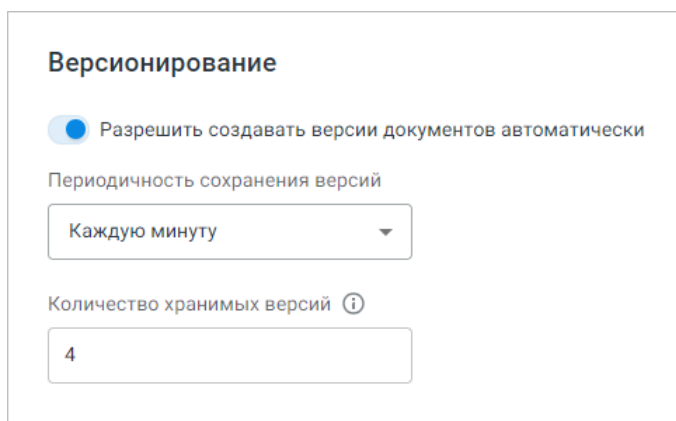 Версионирование
Разрешить создавать версии документов автоматически
Периодичность сохранения версий
Каждую минуту
Количество хранимых версий
4